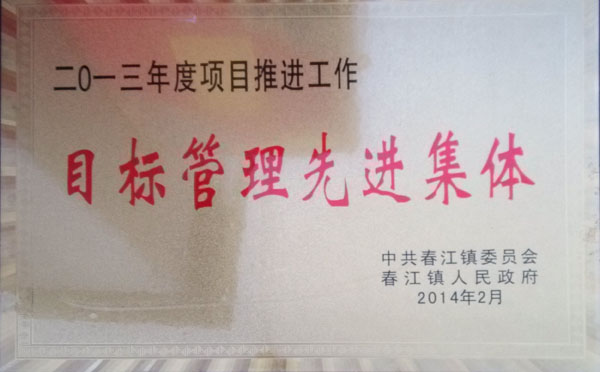 二0一三年度项目推进工作
目标管理先进集体
中共春江镇委员会
春江镇人民政府
2014年2月